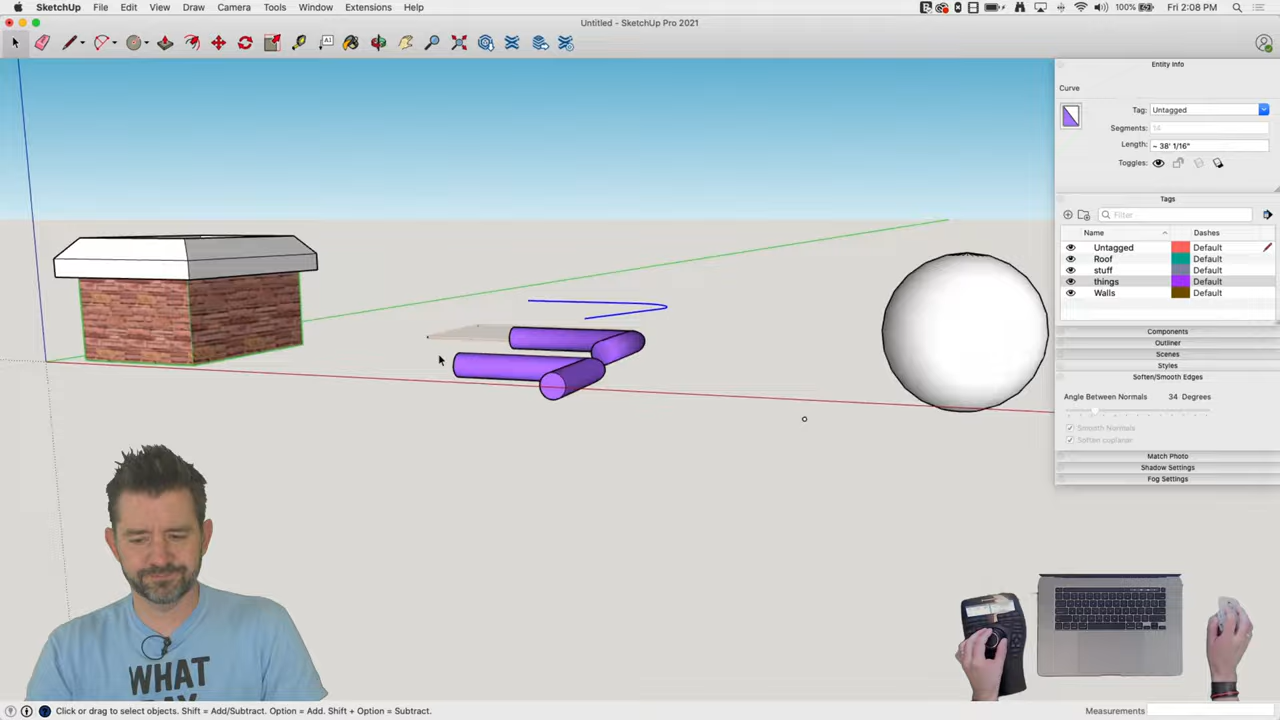 SketchUp File Edit View Draw Camera Tools Window Extensions Help 100% Fri 2:08 PM
Untitled - SketchUp Pro 2021
Entity Info
Curve
Tag: Untagged
Segments: 14
Length: ~ 38' 1/16"
Toggles:
Tags
Filter
Name Dashes
Untagged Default
Roof Default
stuff Default
things Default
Walls Default
Components
Outliner
Scenes
Styles
Soften/Smooth Edges
Angle Between Normals 34 Degrees
Smooth Normals
Soften coplanar
Match Photo
Shadow Settings
Fog Settings
WHAT
Click or drag to select objects. Shift = Add/Subtract. Option = Add. Shift + Option = Subtract.
Measurements